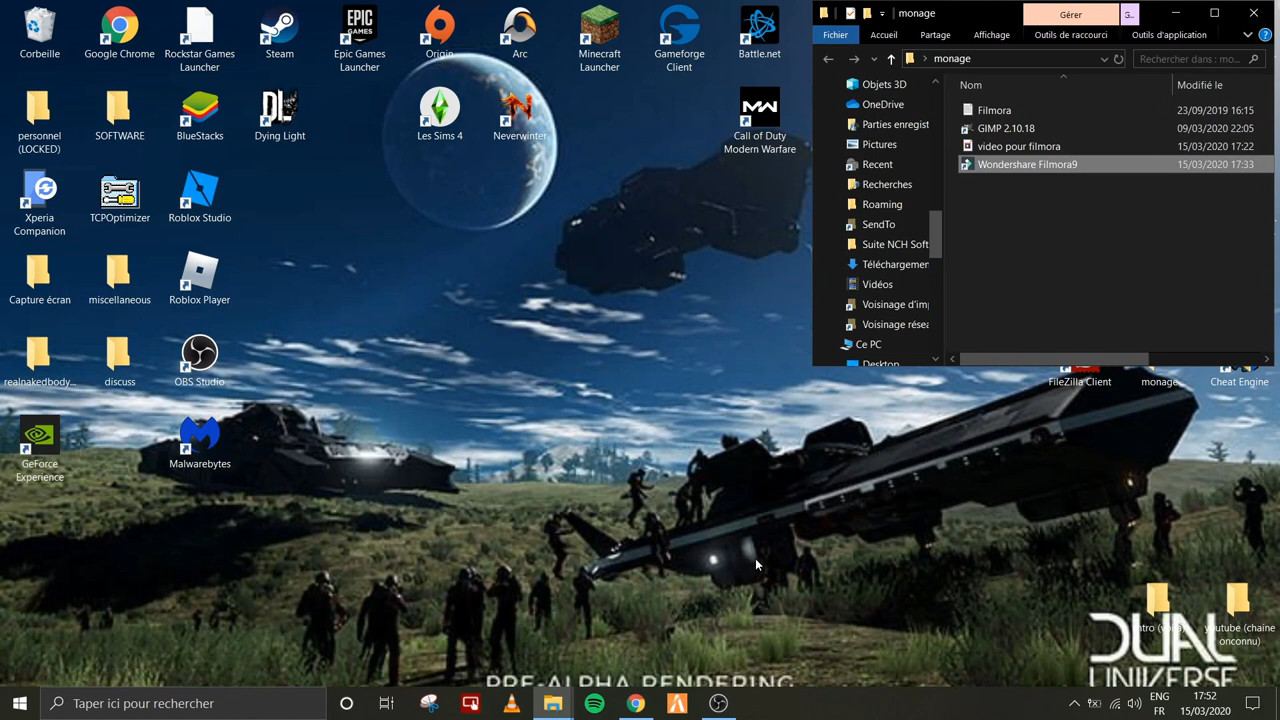 Corbeille
Google Chrome
Rockstar Games
Launcher
Steam
EPIC
GAMES
Epic Games
Launcher
Origin
Arc
Minecraft
Launcher
Gameforge
Client
Battle.net
personnel
(LOCKED)
SOFTWARE
BlueStacks
Dying Light
Les Sims 4
Neverwinter
Call of Duty
Modern Warfare
Xperia
Companion
TCPOptimizer
Roblox Studio
Capture écran
miscellaneous
Roblox Player
realnakedbody...
discuss
OBS Studio
GeForce
Experience
Malwarebytes
monage
Gérer
G...
Fichier
Accueil
Partage
Affichage
Outils de raccourci
Outils d'application
monage
Rechercher dans : mo...
Objets 3D
OneDrive
Parties enregist
Pictures
Recent
Recherches
Roaming
SendTo
Suite NCH Soft
Téléchargemen
Vidéos
Voisinage d'imp
Voisinage résea
Ce PC
Desktop
Nom
Modifié le
Filmora
23/09/2019 16:15
GIMP 2.10.18
09/03/2020 22:05
video pour filmora
15/03/2020 17:22
Wondershare Filmora9
15/03/2020 17:33
FileZilla Client
monage
Cheat Engine
youtube (chaine
onconnu)
DUAL
UNIVERSE
PRE-ALPHA RENDERING
Taper ici pour rechercher
ENG
FR
17:52
15/03/2020